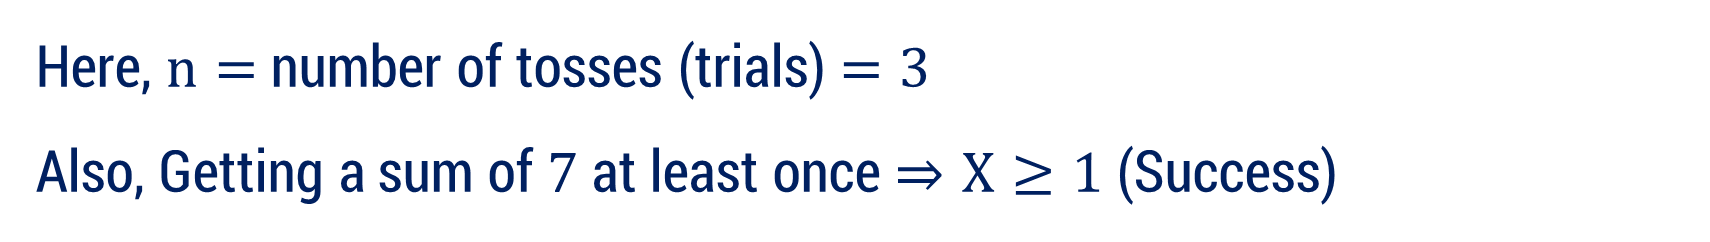 Here, n = number of tosses (trials) = 3
Also, Getting a sum of 7 at least once ⇒ X ≥ 1 (Success)